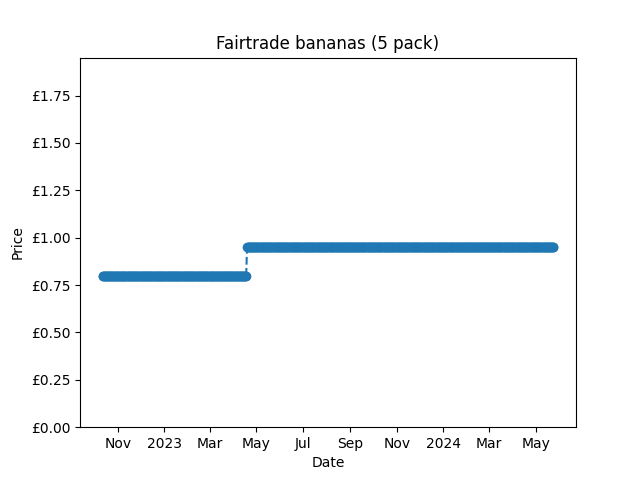 Fairtrade bananas (5 pack)
£1.75
£1.50
£1.25
£1.00
£0.75
£0.50
£0.25
£0.00
Price
Nov 2023 Mar May Jul Sep Nov 2024 Mar May
Date